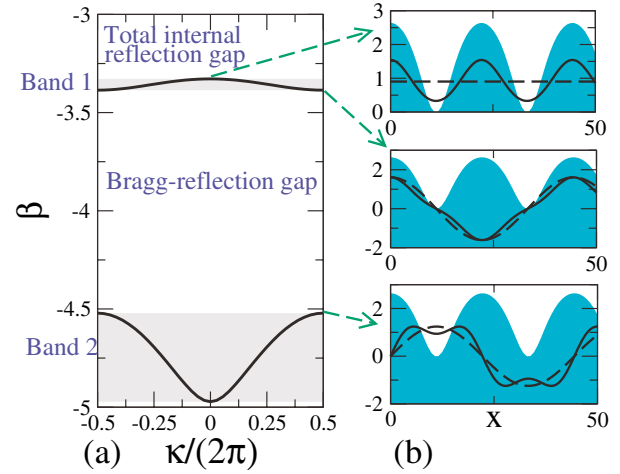 -3
Total internal
reflection gap
Band 1
-3.5
Bragg-reflection gap
β
-4
-4.5
Band 2
-5
-0.5 -0.25 0 0.25 0.5
(a) κ/(2π)
3
2
1
0
0 50
2
0
-2
0 50
2
0
-2
0 x 50
(b)